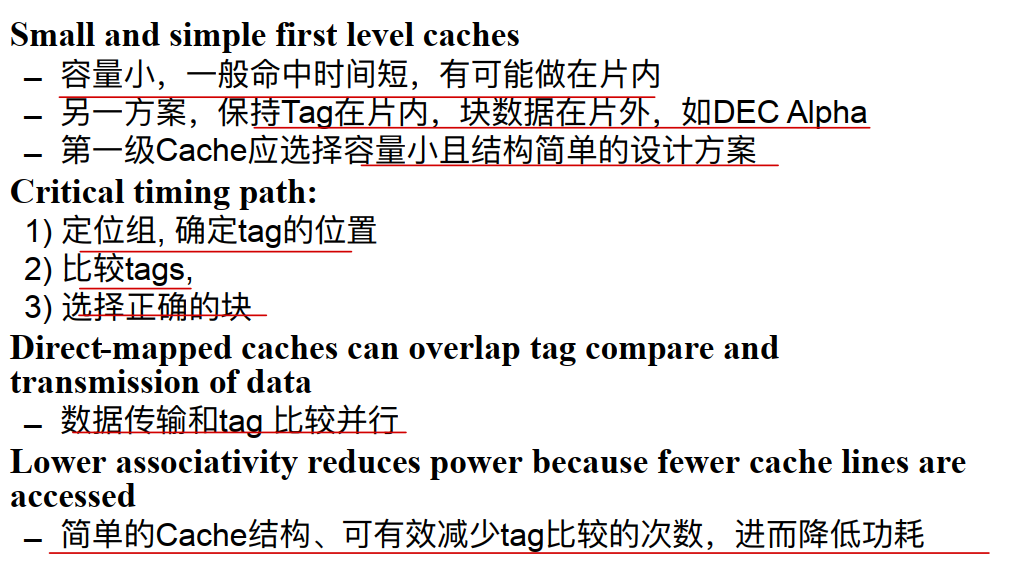 Small and simple first level caches
– 容量小，一般命中时间短，有可能做在片内
– 另一方案，保持Tag在片内，块数据在片外，如DEC Alpha
– 第一级Cache应选择容量小且结构简单的设计方案
Critical timing path:
1) 定位组, 确定tag的位置
2) 比较tags,
3) 选择正确的块
Direct-mapped caches can overlap tag compare and
transmission of data
– 数据传输和tag 比较并行
Lower associativity reduces power because fewer cache lines are
accessed
– 简单的Cache结构、可有效减少tag比较的次数，进而降低功耗